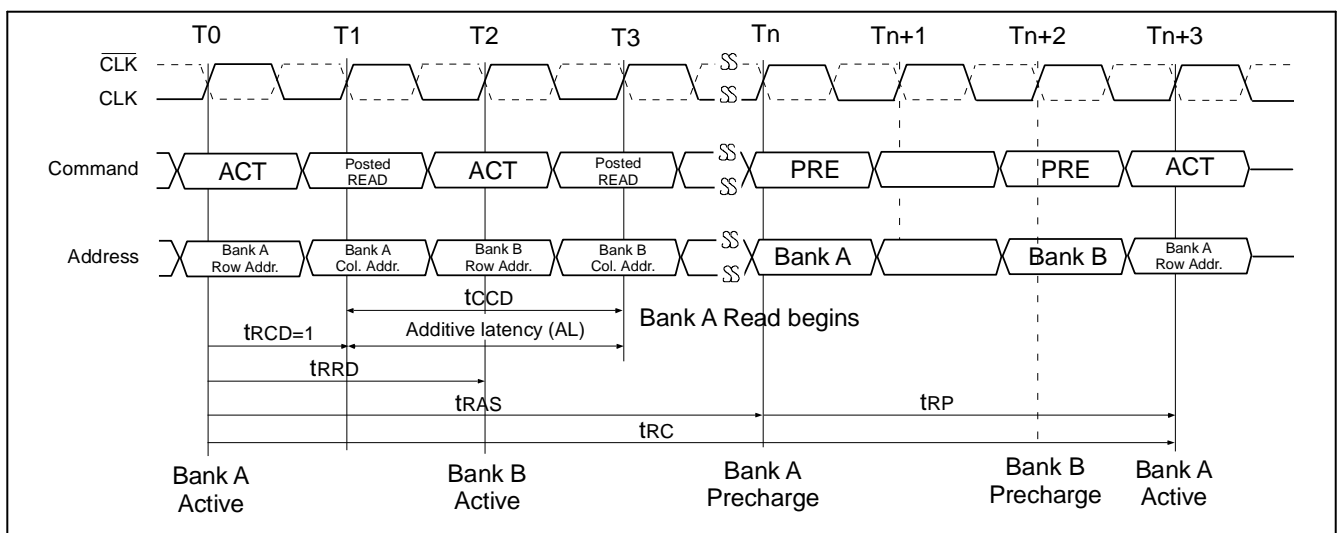 T0 T1 T2 T3 Tn Tn+1 Tn+2 Tn+3
CLK
CLK
Command ACT Posted READ ACT Posted READ PRE PRE ACT
Address Bank A Row Addr. Bank A Col. Addr. Bank B Row Addr. Bank B Col. Addr. Bank A Bank B Bank A Row Addr.
tCCD
Bank A Read begins
tRCD=1 Additive latency (AL)
tRRD
tRAS tRP
tRC
Bank A Active
Bank B Active
Bank A Precharge
Bank B Precharge
Bank A Active